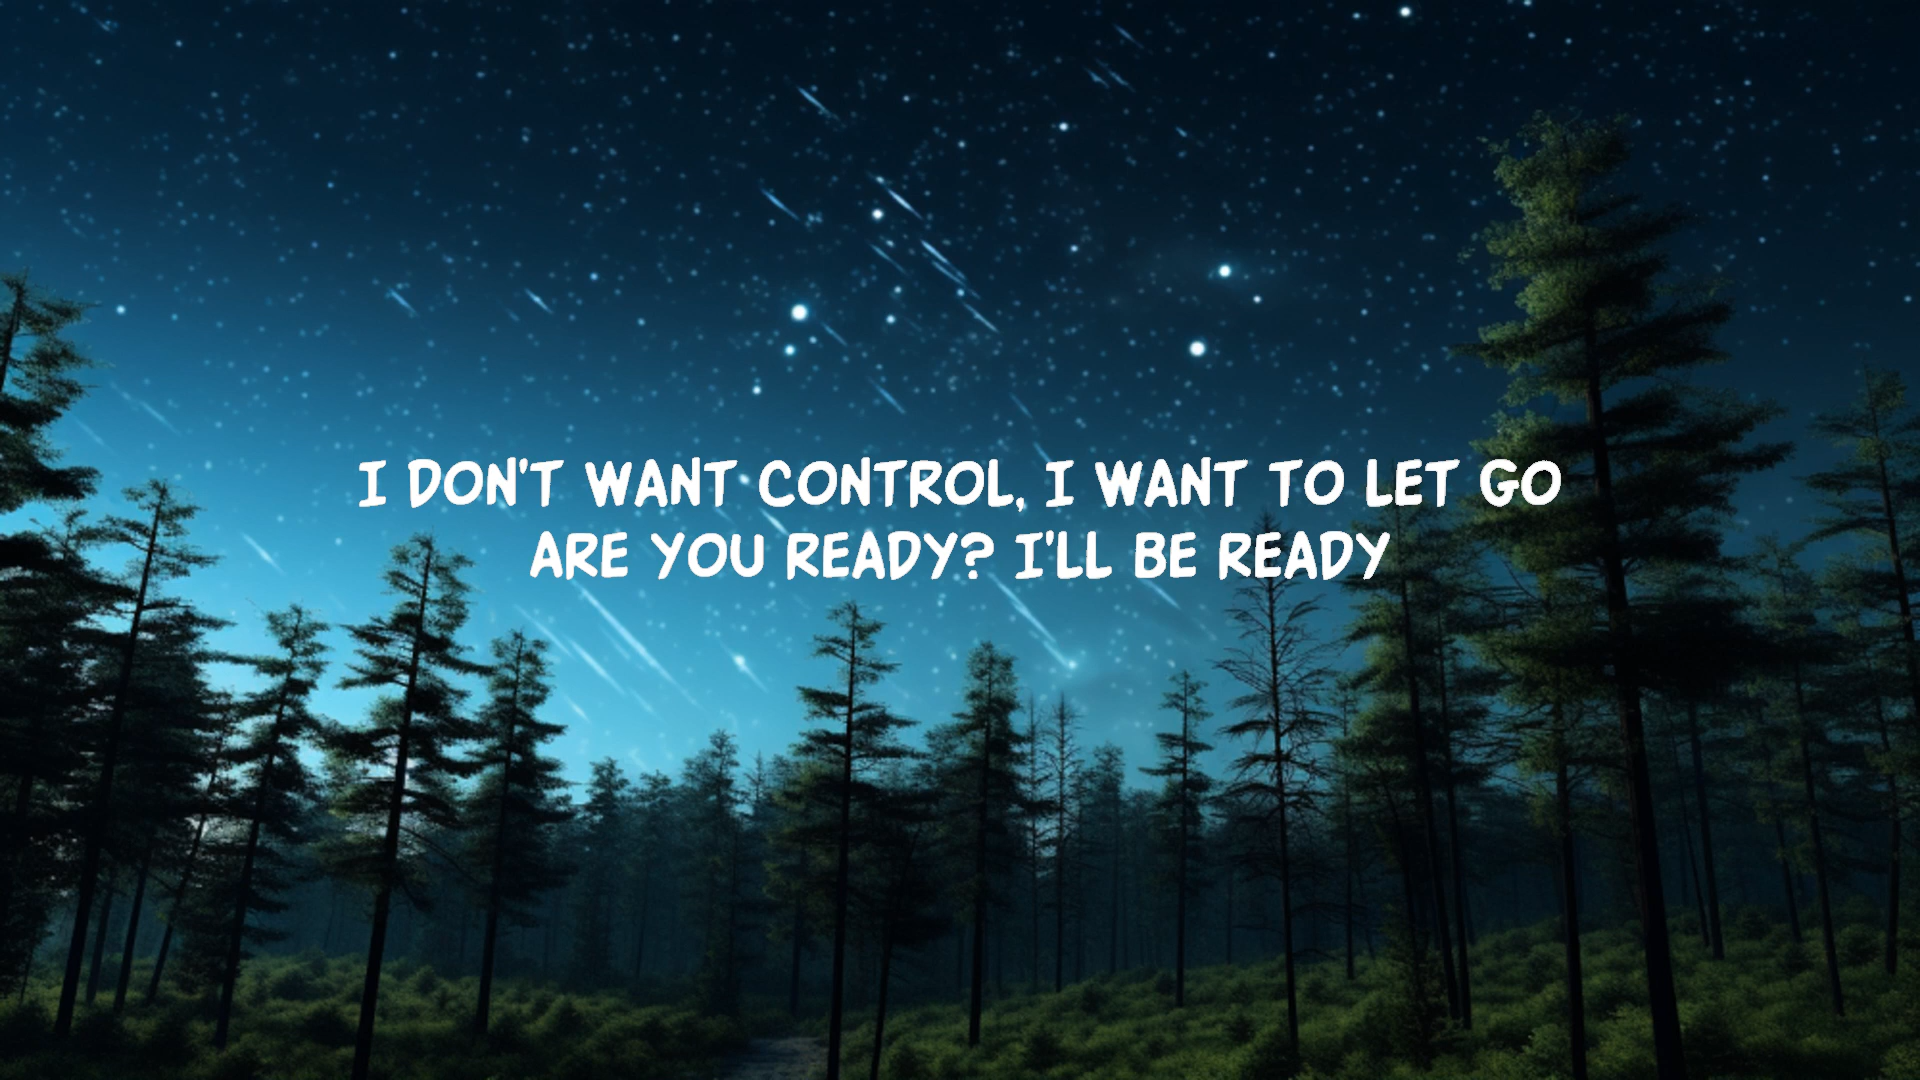 I DON'T WANT CONTROL, I WANT TO LET GO
ARE YOU READY? I'LL BE READY